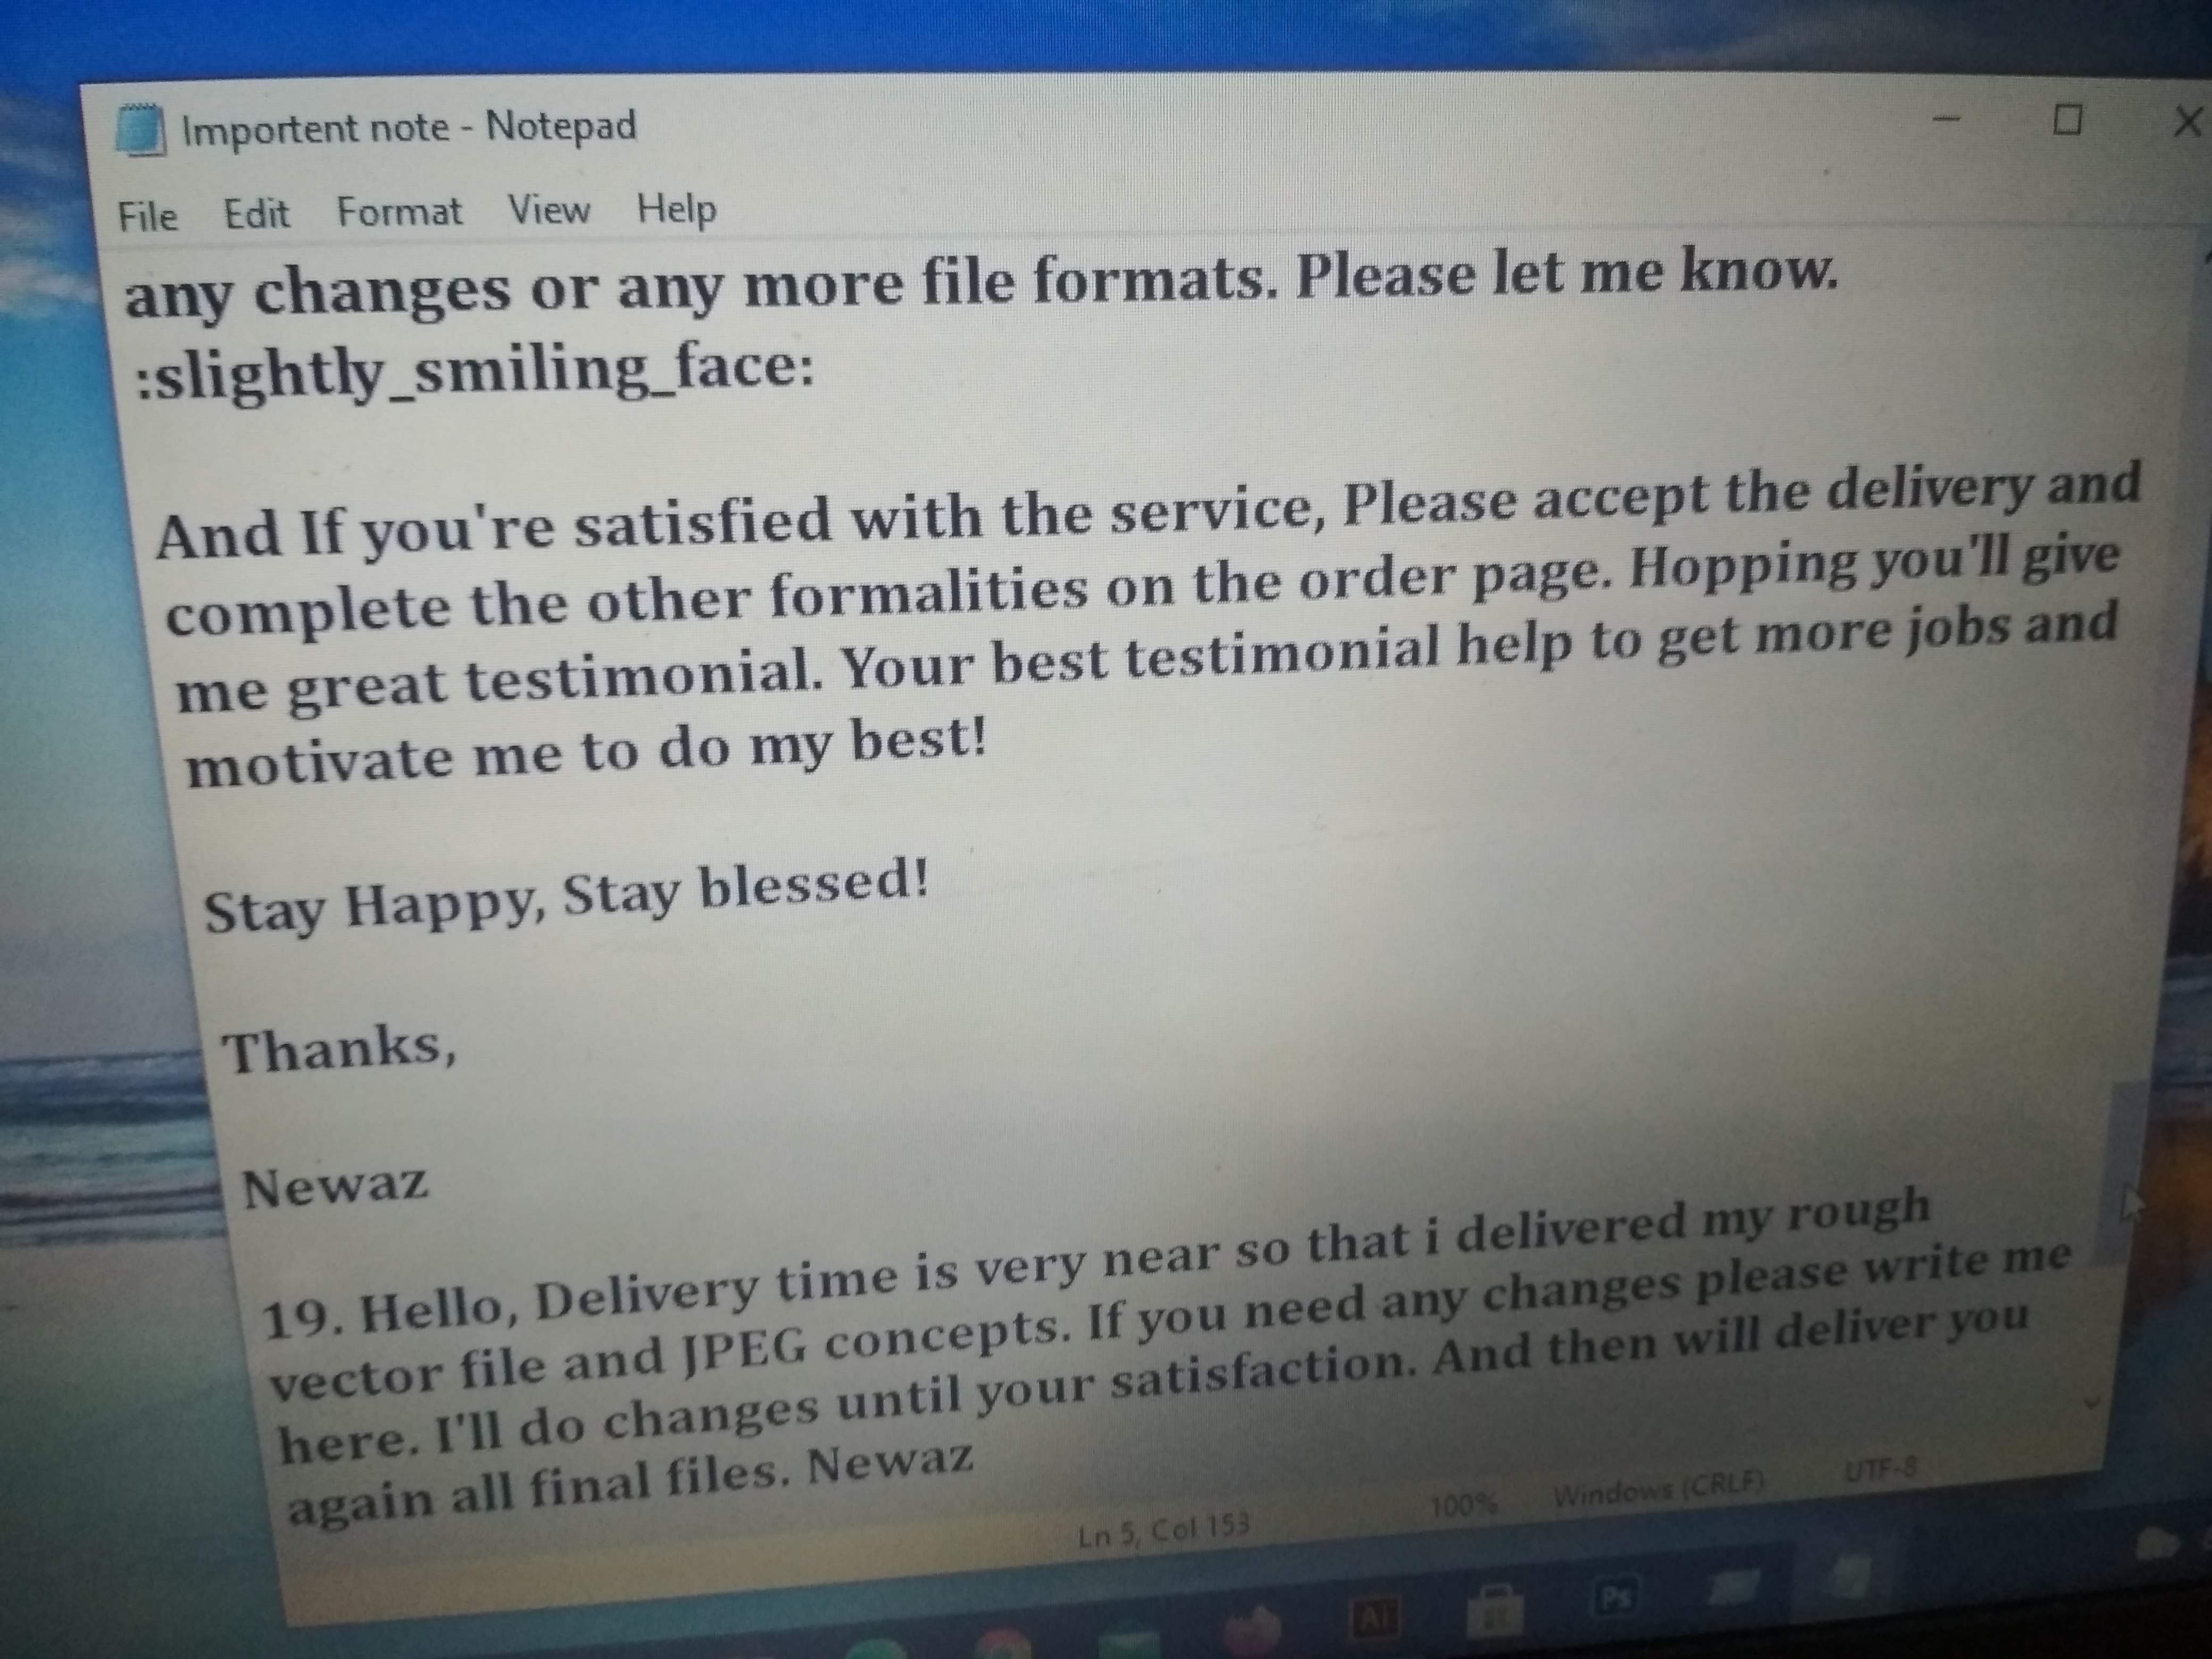 Importent note - Notepad
File Edit Format View Help
any changes or any more file formats. Please let me know.
:slightly_smiling_face:
And If you're satisfied with the service, Please accept the delivery and
complete the other formalities on the order page. Hopping you'll give
me great testimonial. Your best testimonial help to get more jobs and
motivate me to do my best!
Stay Happy, Stay blessed!
Thanks,
Newaz
19. Hello, Delivery time is very near so that i delivered my rough
vector file and JPEG concepts. If you need any changes please write me
here. I'll do changes until your satisfaction. And then will deliver you
again all final files. Newaz
Ln 5, Col 153 100% Windows (CRLF) UTF-8
Ai Ps